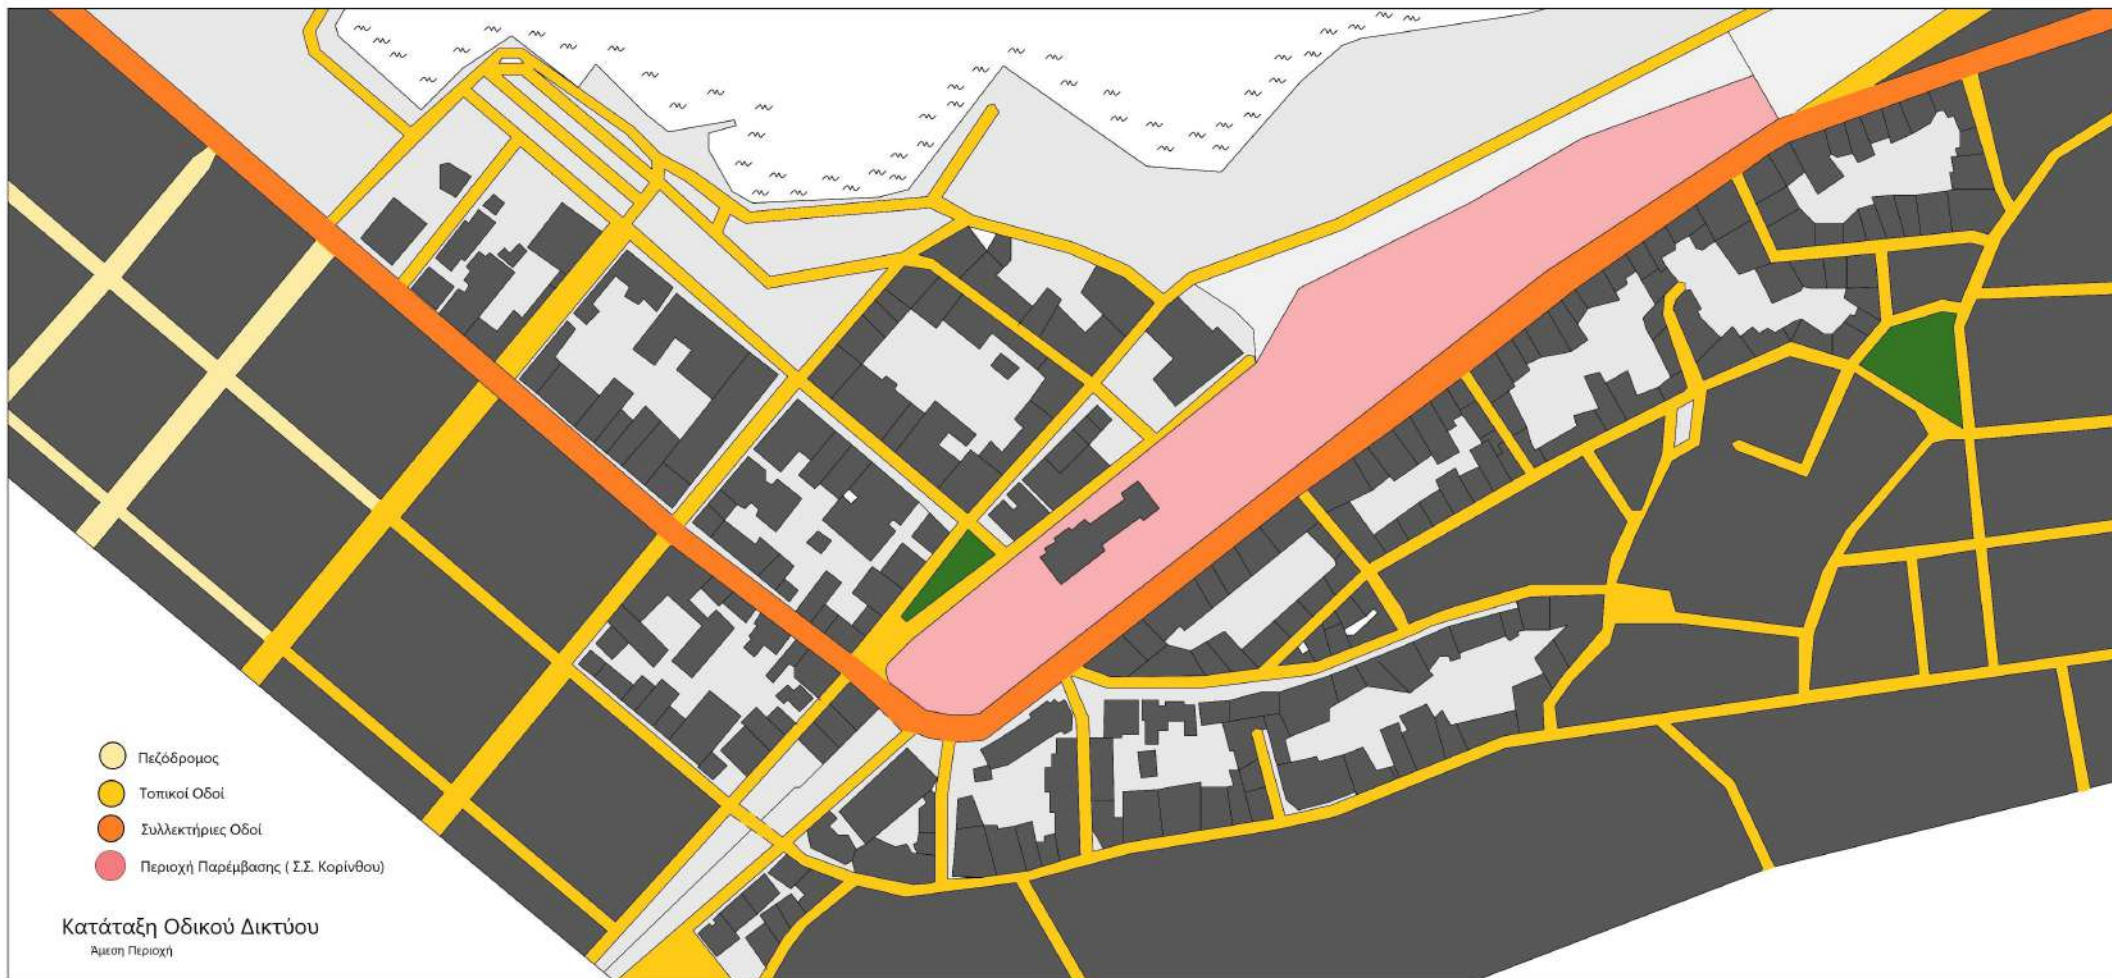 Πεζόδρομος
Τοπικοί Οδοί
Συλλεκτήριες Οδοί
Περιοχή Παρέμβασης ( Σ.Σ. Κορίνθου)
Κατάταξη Οδικού Δικτύου
Άμεση Περιοχή